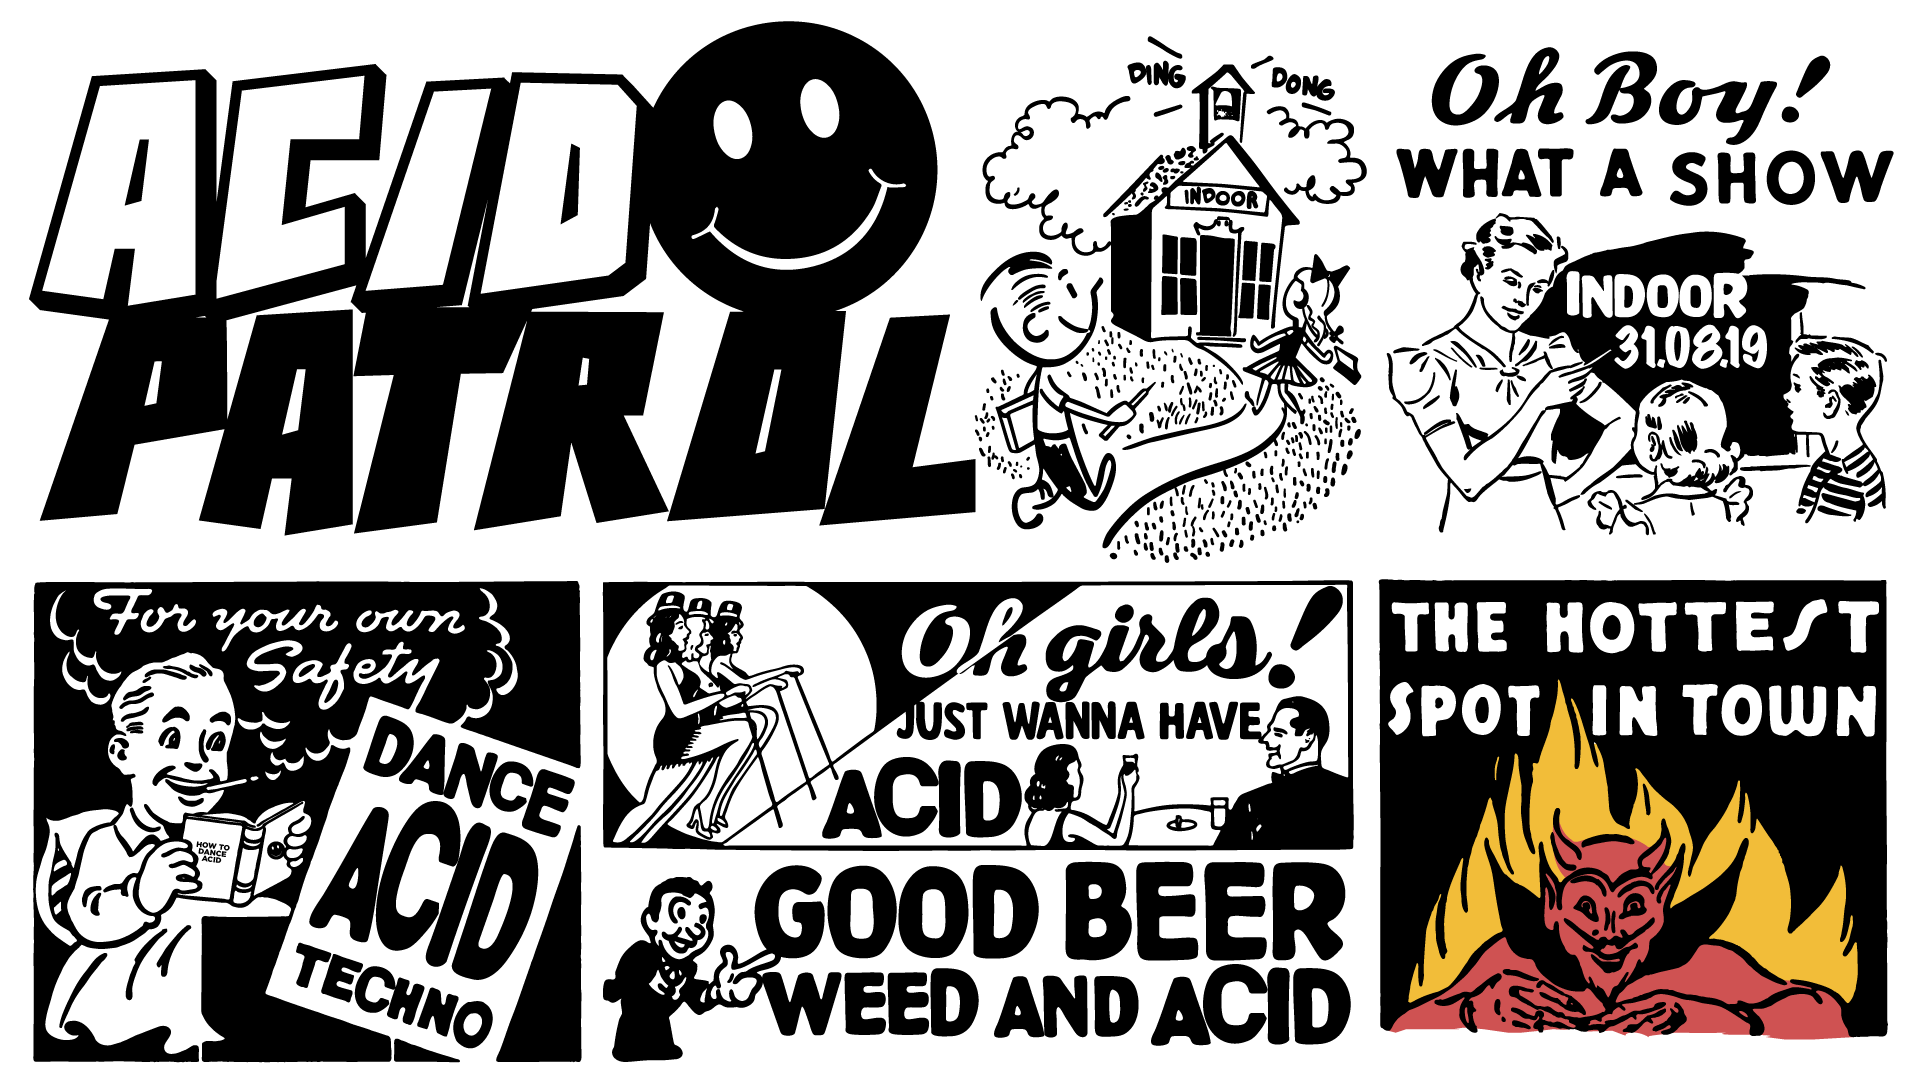 ACID
PATROL
DING DONG
INDOOR
Oh Boy!
WHAT A SHOW
INDOOR
31.08.19
For your own
Safety
DANCE
ACID
TECHNO
HOW TO
DANCE
ACID
Oh girls!
JUST WANNA HAVE
ACID
GOOD BEER
WEED AND ACID
THE HOTTEST
SPOT IN TOWN